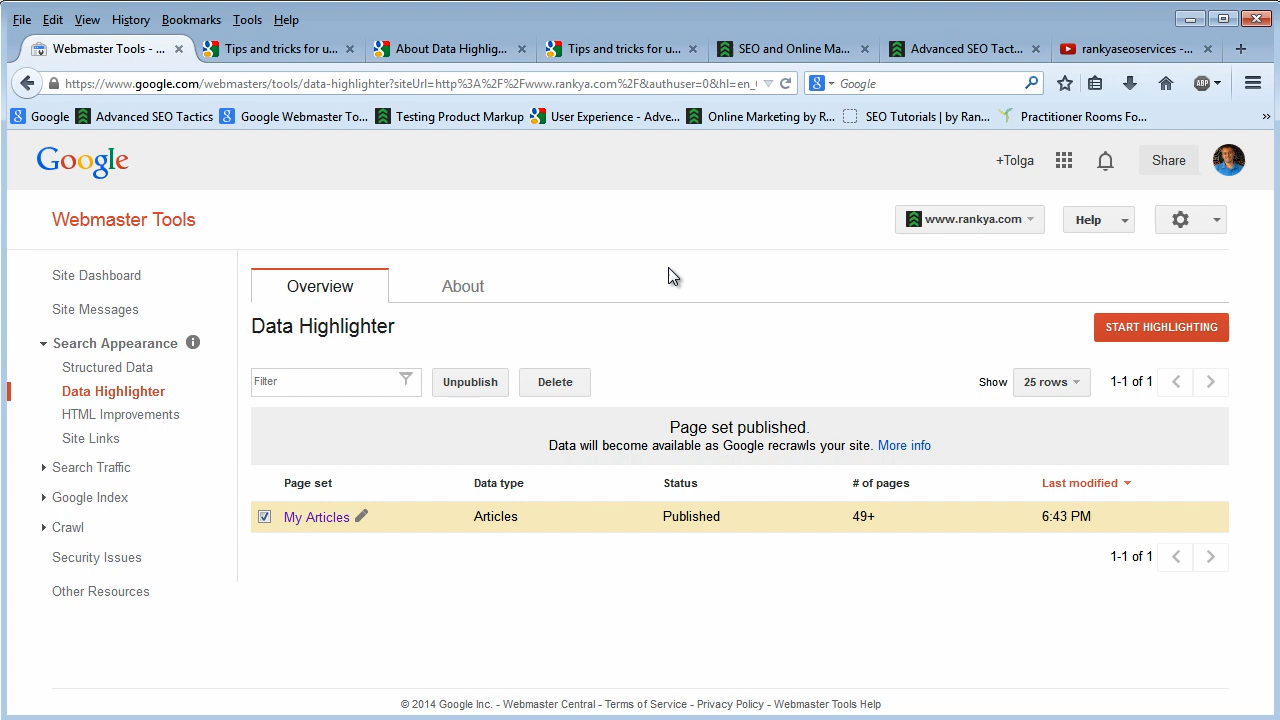 File Edit View History Bookmarks Tools Help
Webmaster Tools - ... Tips and tricks for u... About Data Highlig... Tips and tricks for u... SEO and Online Ma... Advanced SEO Tact... rankyaseoservices -...
https://www.google.com/webmasters/tools/data-highlighter?siteUrl=http%3A%2F%2Fwww.rankya.com%2F&authuser=0&hl=en_ Google ABP
Google Advanced SEO Tactics Google Webmaster To... Testing Product Markup User Experience - Adve... Online Marketing by R... SEO Tutorials | by Ran... Practitioner Rooms Fo... »
Google +Tolga Share
Webmaster Tools www.rankya.com Help
Site Dashboard
Site Messages
Search Appearance i
Structured Data
Data Highlighter
HTML Improvements
Site Links
Search Traffic
Google Index
Crawl
Security Issues
Other Resources
Overview About
Data Highlighter START HIGHLIGHTING
Filter Unpublish Delete Show 25 rows 1-1 of 1
Page set published.
Data will become available as Google recrawls your site. More info
Page set Data type Status # of pages Last modified
My Articles Articles Published 49+ 6:43 PM
1-1 of 1
© 2014 Google Inc. - Webmaster Central - Terms of Service - Privacy Policy - Webmaster Tools Help